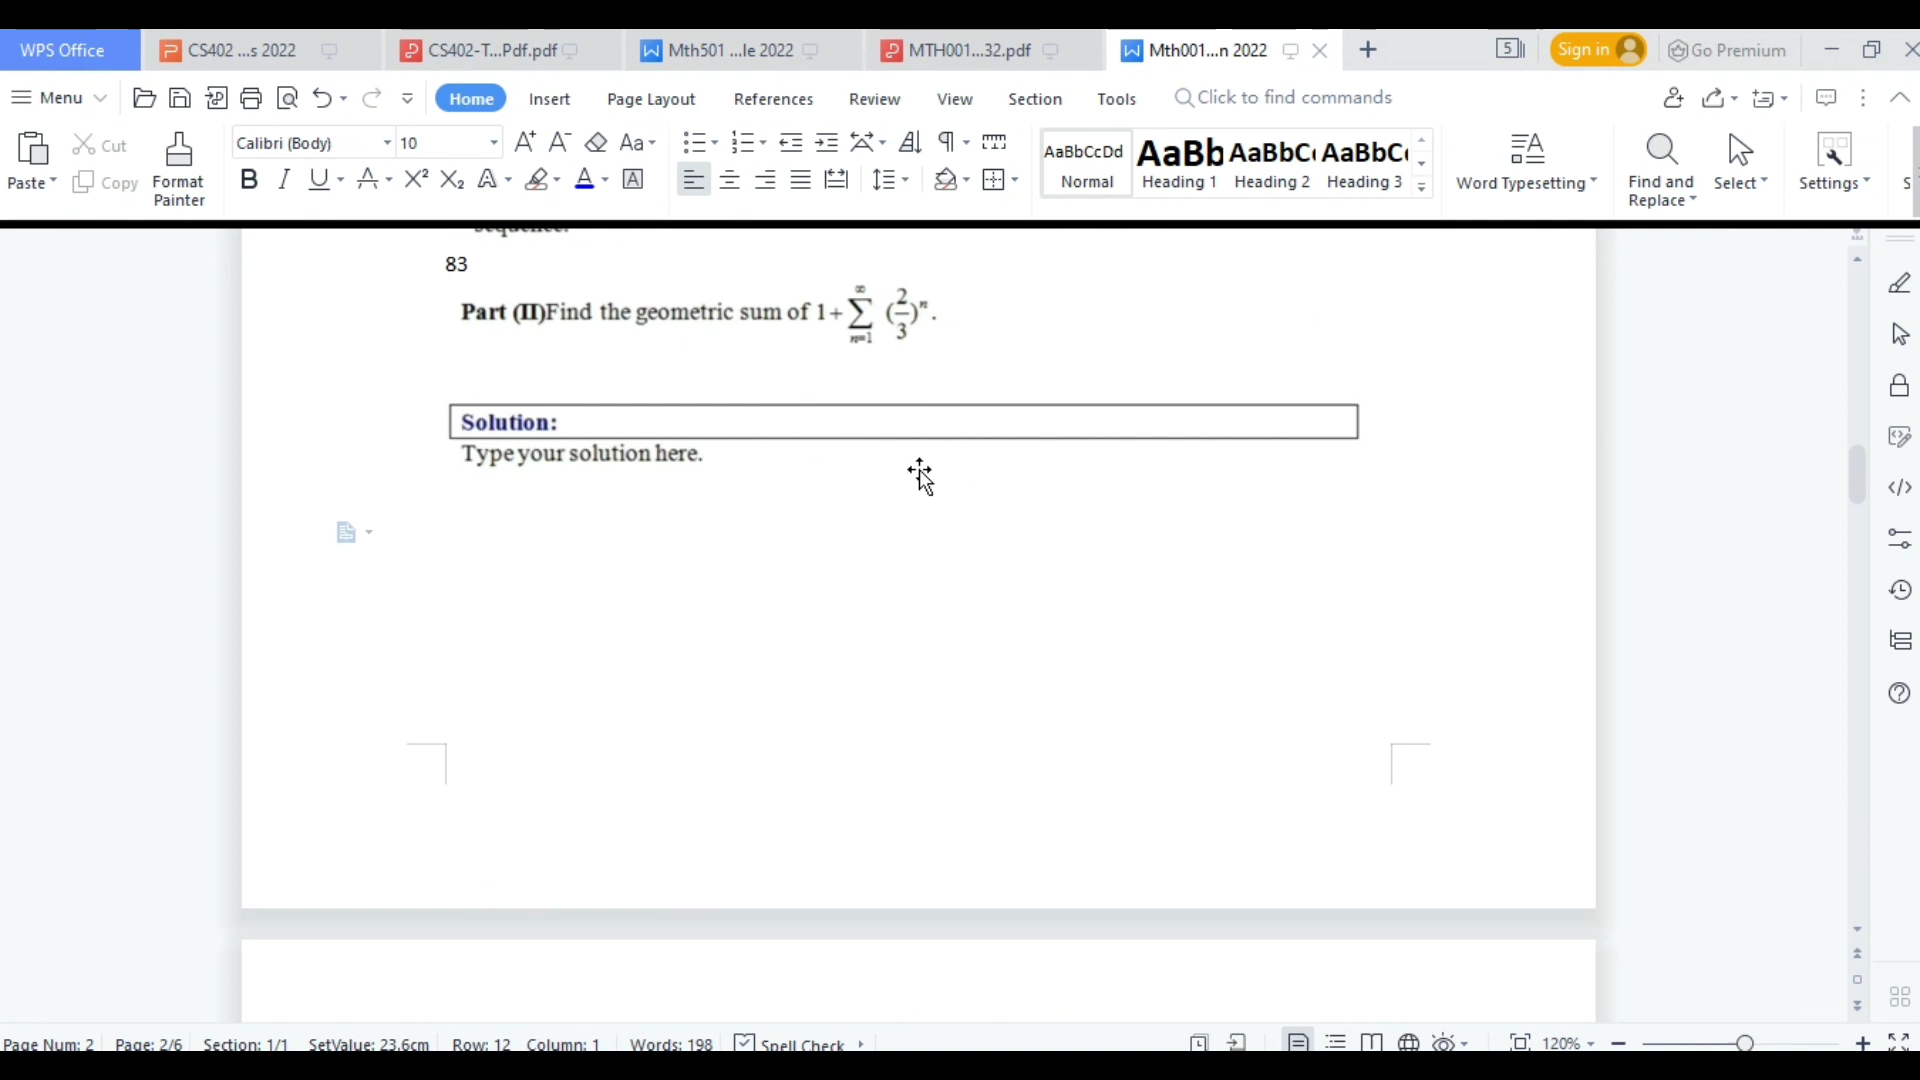 WPS Office CS402 ...s 2022 CS402-T...Pdf.pdf Mth501 ...le 2022 MTH001...32.pdf Mth001...n 2022 5 Sign in Go Premium
Menu Home Insert Page Layout References Review View Section Tools Click to find commands
Paste Cut Copy Format Painter Calibri (Body) 10 AaBbCcDd AaBb AaBbC AaBbC
Normal Heading 1 Heading 2 Heading 3 Word Typesetting Find and Replace Select Settings
sequence.
83
Part (II)Find the geometric sum of 1+ ∑_{n=1}^{∞} (2/3)^n .
Solution:
Type your solution here.
Page Num: 2 Page: 2/6 Section: 1/1 SetValue: 23.6cm Row: 12 Column: 1 Words: 198 Spell Check 120%